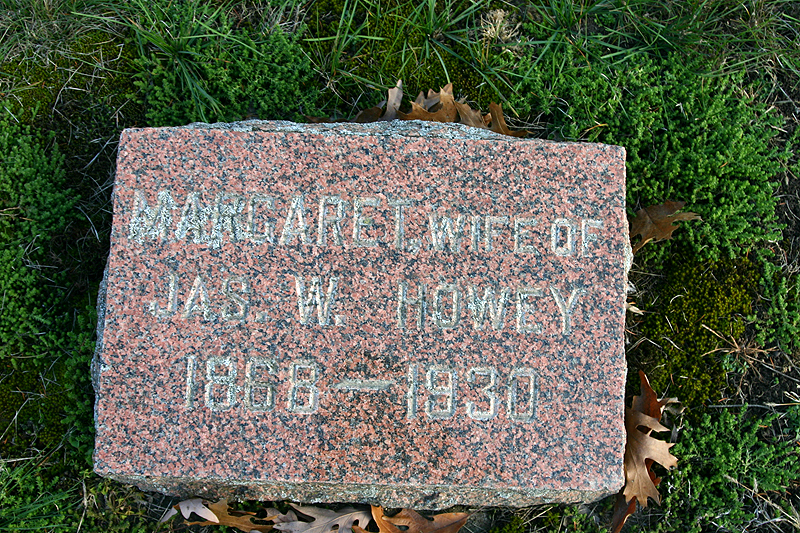 MARGARET, WIFE OF
JAS. W. HOWEY
1868 — 1930